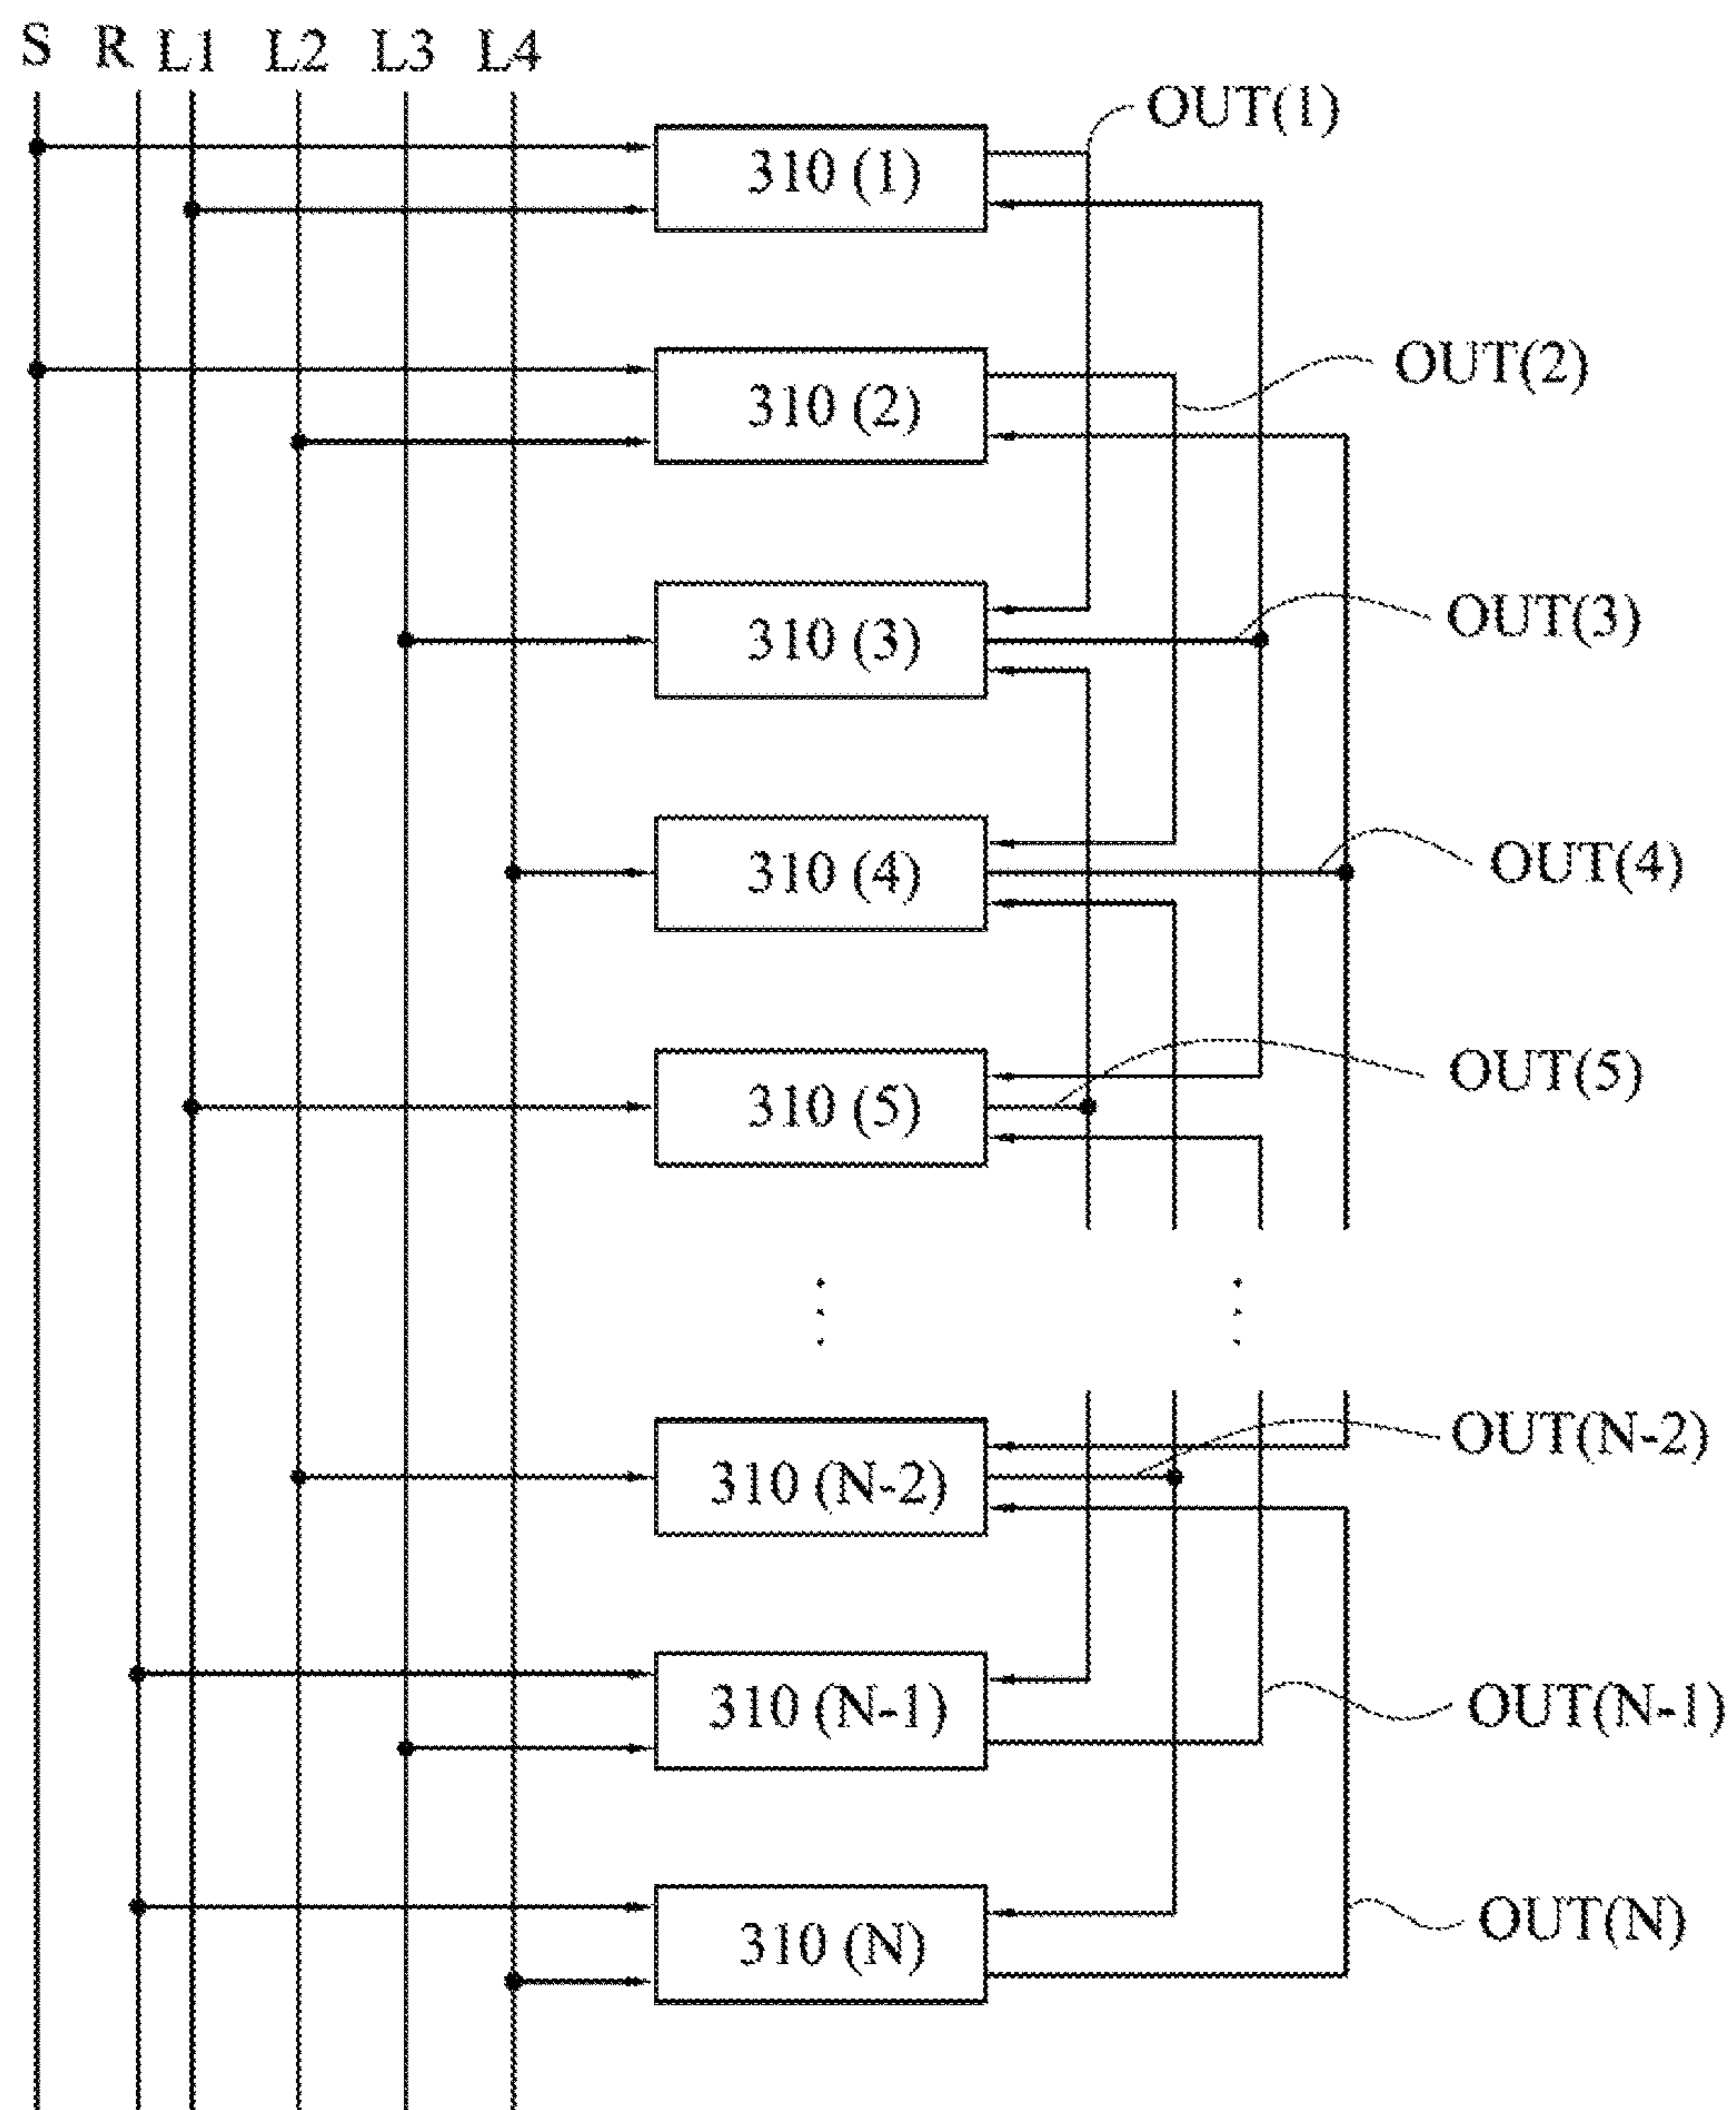 S R L1 L2 L3 L4
OUT(1)
310 (1)
OUT(2)
310 (2)
OUT(3)
310 (3)
OUT(4)
310 (4)
OUT(5)
310 (5)
OUT(N-2)
310 (N-2)
OUT(N-1)
310 (N-1)
OUT(N)
310 (N)